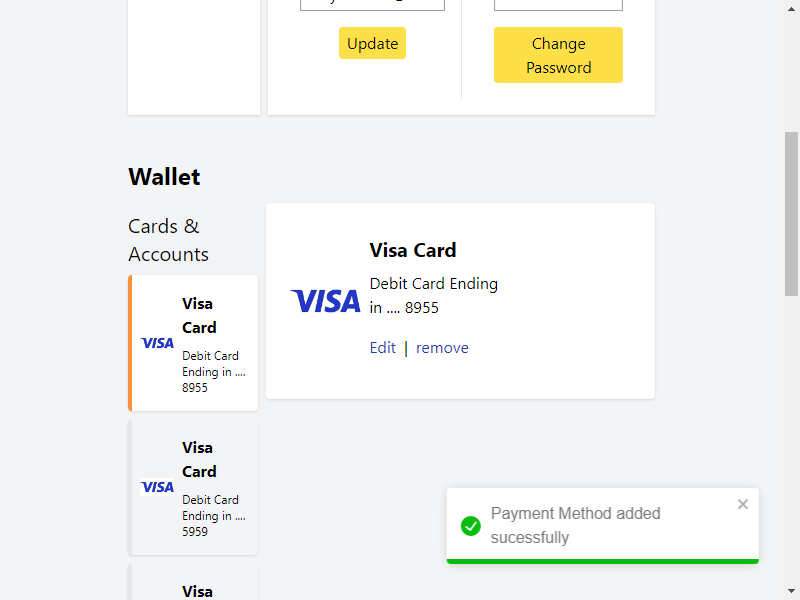 Update
Change
Password
Wallet
Cards &
Accounts
Visa
Card
VISA
Debit Card
Ending in ....
8955
Visa Card
VISA
Debit Card Ending
in .... 8955
Edit | remove
Visa
Card
VISA
Debit Card
Ending in ....
5959
Visa
Payment Method added
sucessfully